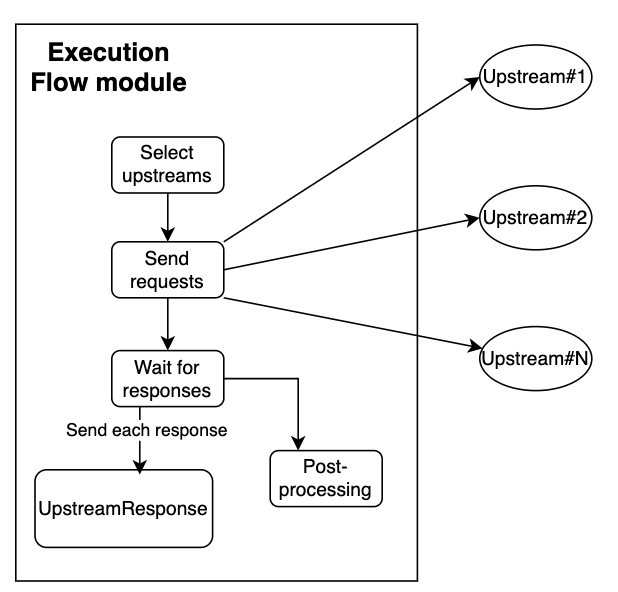 Execution
Flow module
Upstream#1
Select
upstreams
Upstream#2
Send
requests
Upstream#N
Wait for
responses
Send each response
Post-
processing
UpstreamResponse